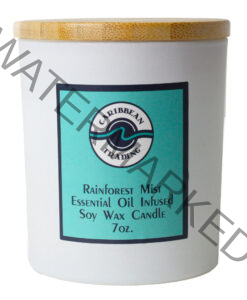 CARIBBEAN
TRADING
Rainforest Mist
Essential Oil Infused
Soy Wax Candle
7oz.
WATERMARKED